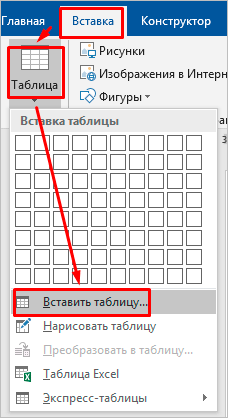 Главная Вставка Конструктор
Таблица
Рисунки
Изображения в Интерн
Фигуры
Вставка таблицы
Вставить таблицу...
Нарисовать таблицу
Преобразовать в таблицу...
Таблица Excel
Экспресс-таблицы